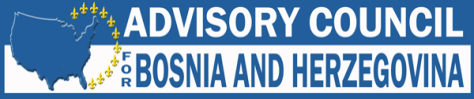 ADVISORY COUNCIL
FOR
BOSNIA AND HERZEGOVINA